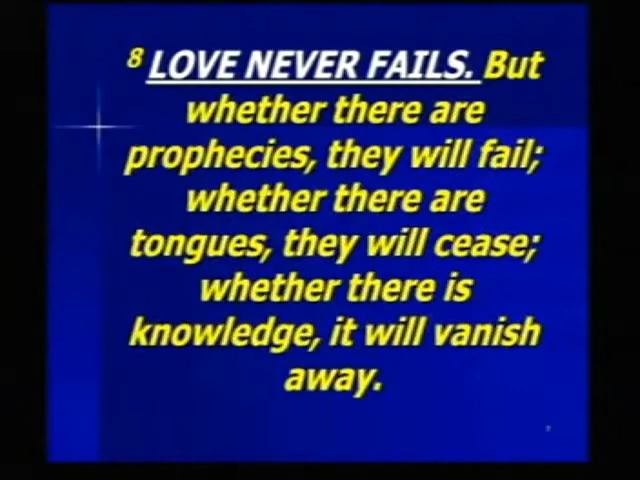 8 LOVE NEVER FAILS. But
whether there are
prophecies, they will fail;
whether there are
tongues, they will cease;
whether there is
knowledge, it will vanish
away.